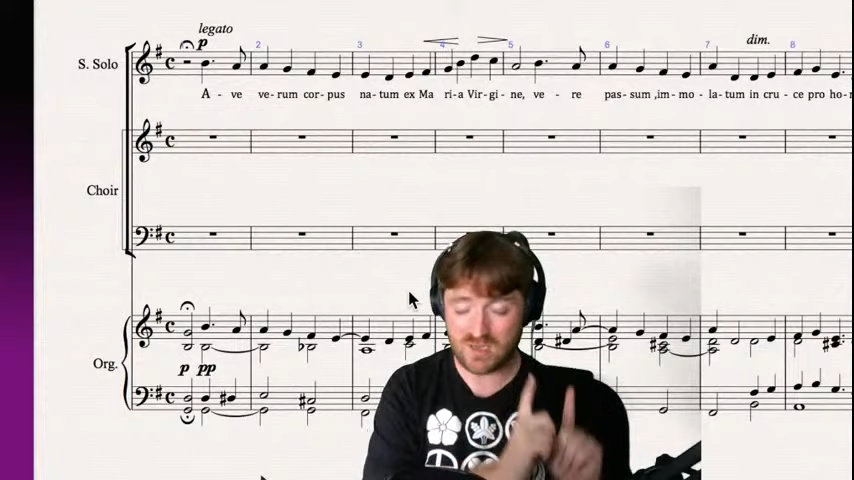 legato
p
2 3 4 5 6 7 dim. 8
S. Solo
A - ve ve-rum cor-pus na-tum ex Ma ri-a Vir-gi-ne, ve - re pas-sum ,im-mo - la-tum in cru - ce pro ho-
Choir
Org.
p pp